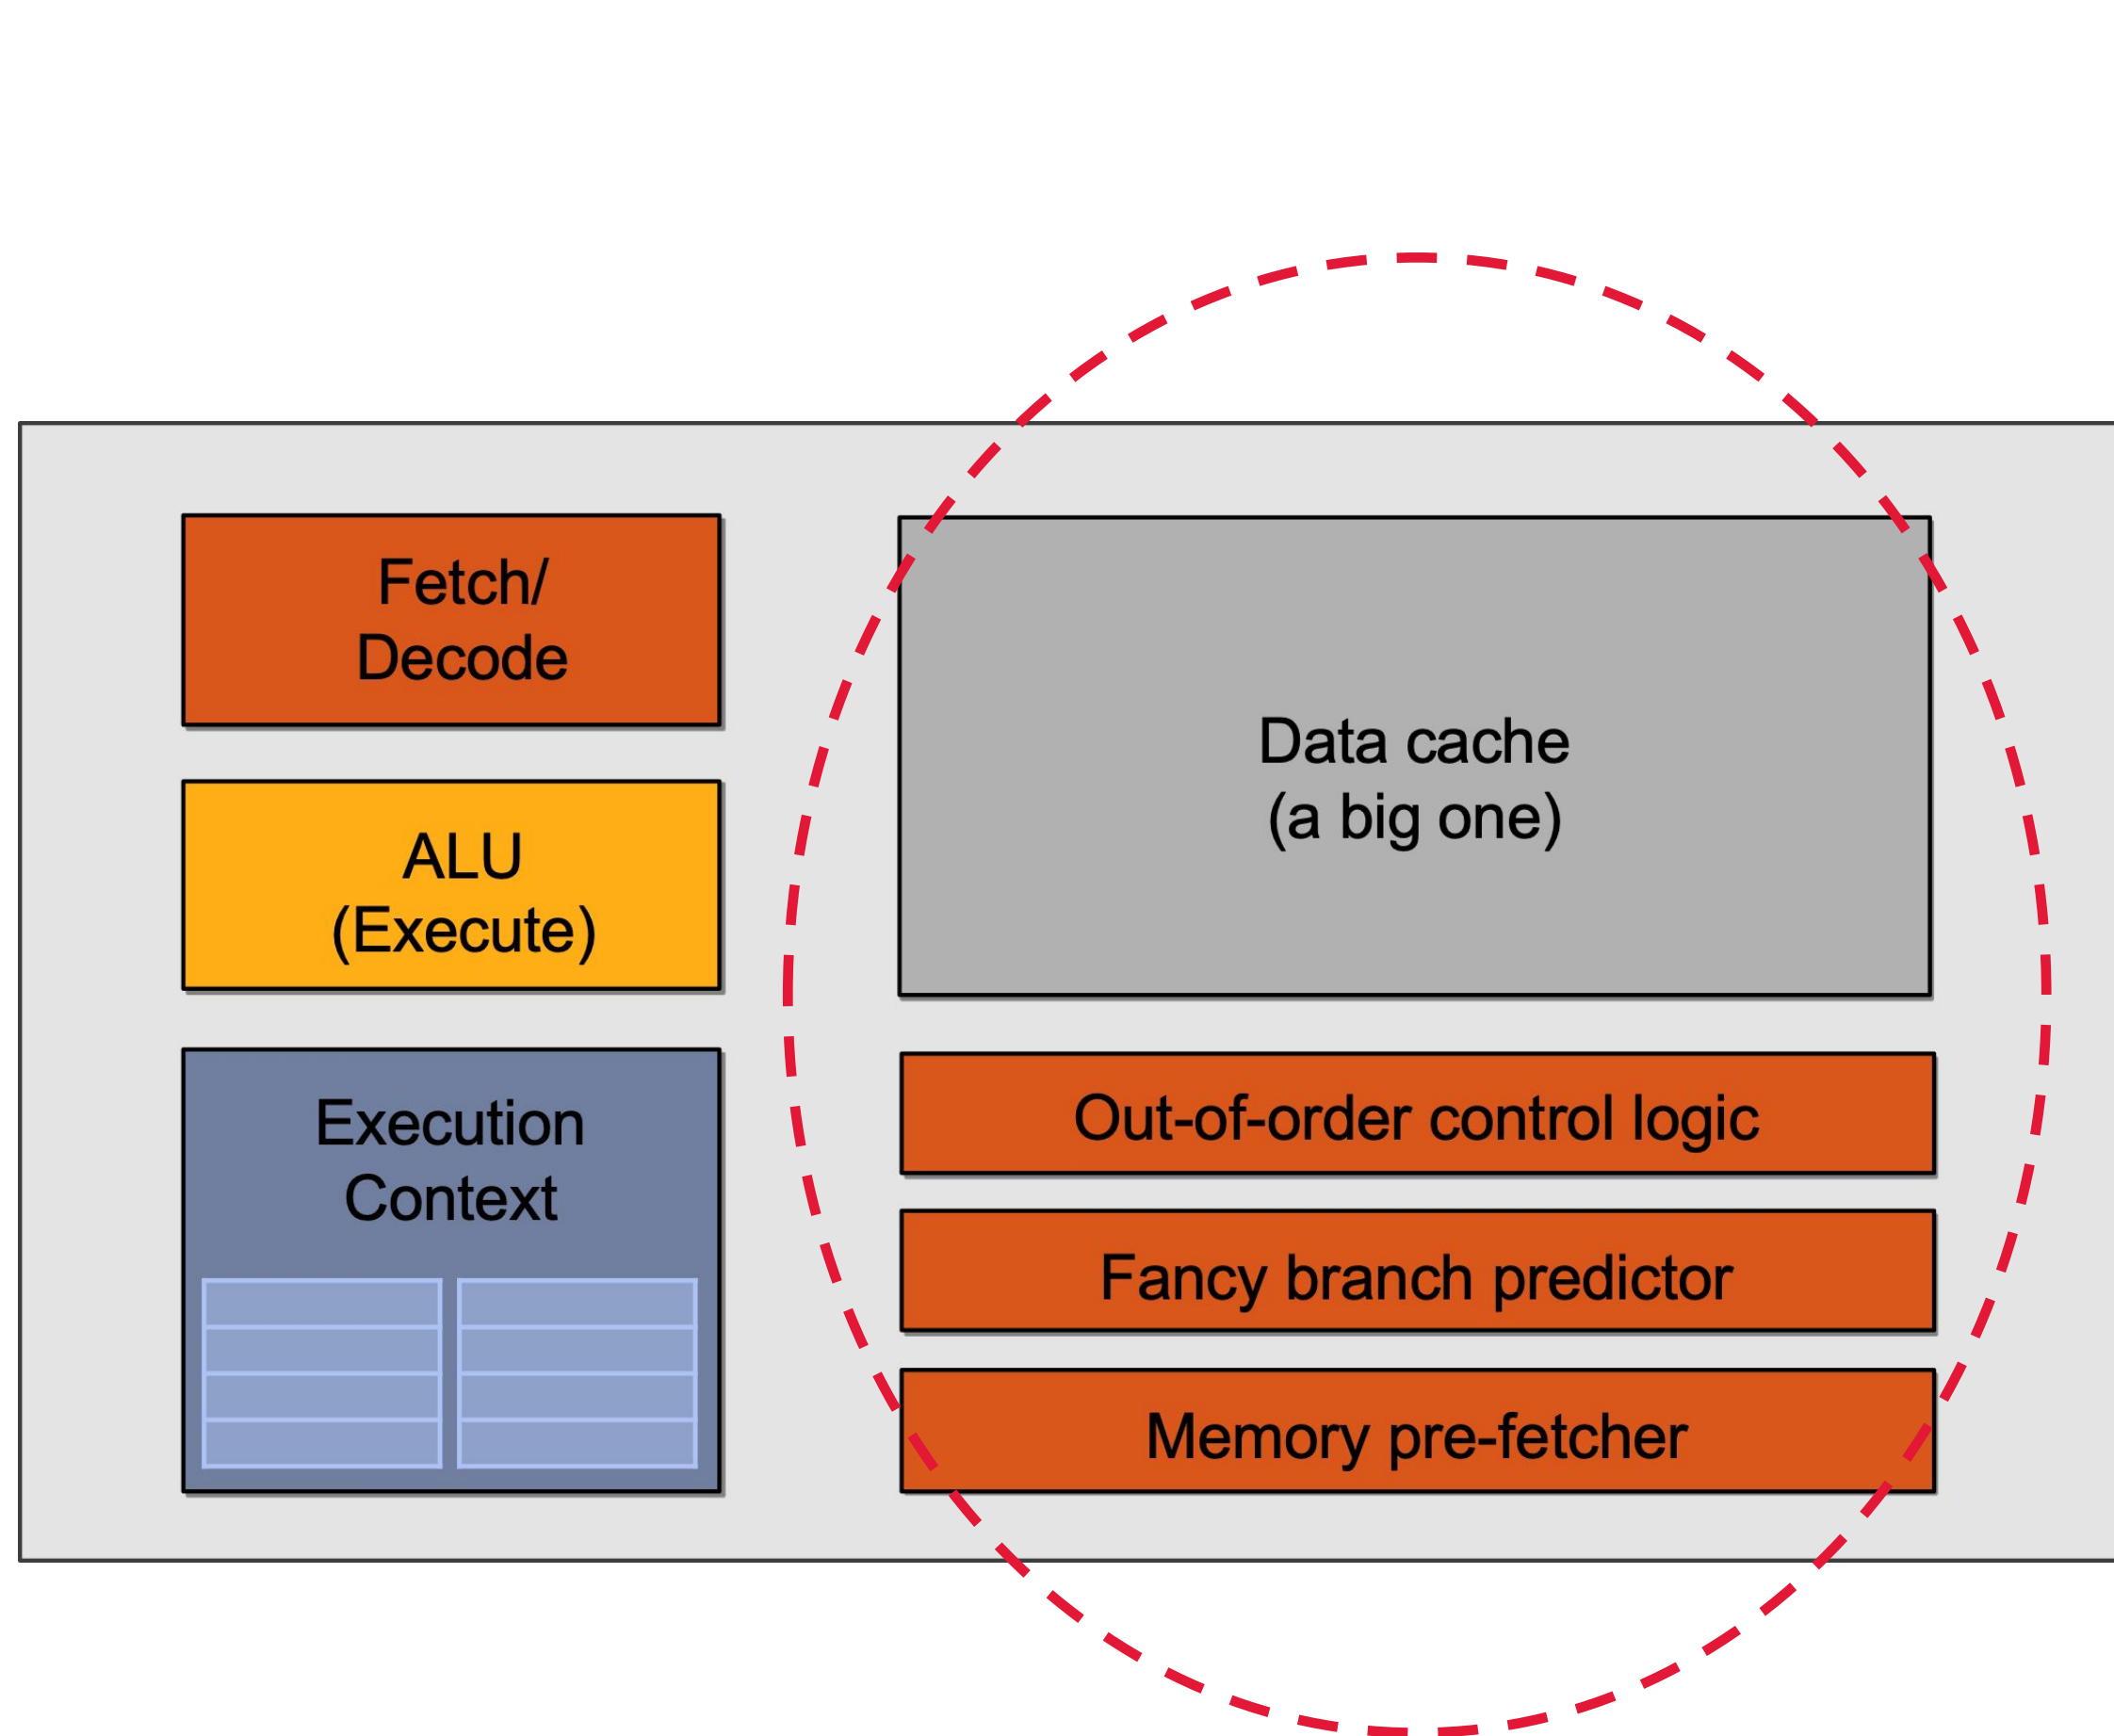 Fetch/
Decode
ALU
(Execute)
Execution
Context
Data cache
(a big one)
Out-of-order control logic
Fancy branch predictor
Memory pre-fetcher